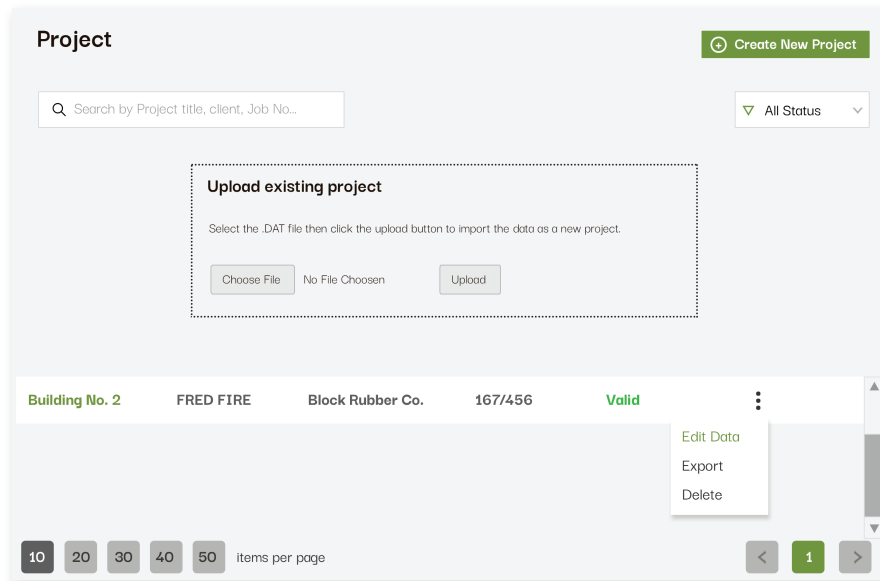 Project
Create New Project
Search by Project title, client, Job No...
All Status
Upload existing project
Select the .DAT file then click the upload button to import the data as a new project.
Choose File No File Choosen Upload
Building No. 2 FRED FIRE Block Rubber Co. 167/456 Valid
Edit Data
Export
Delete
10 20 30 40 50 items per page 1